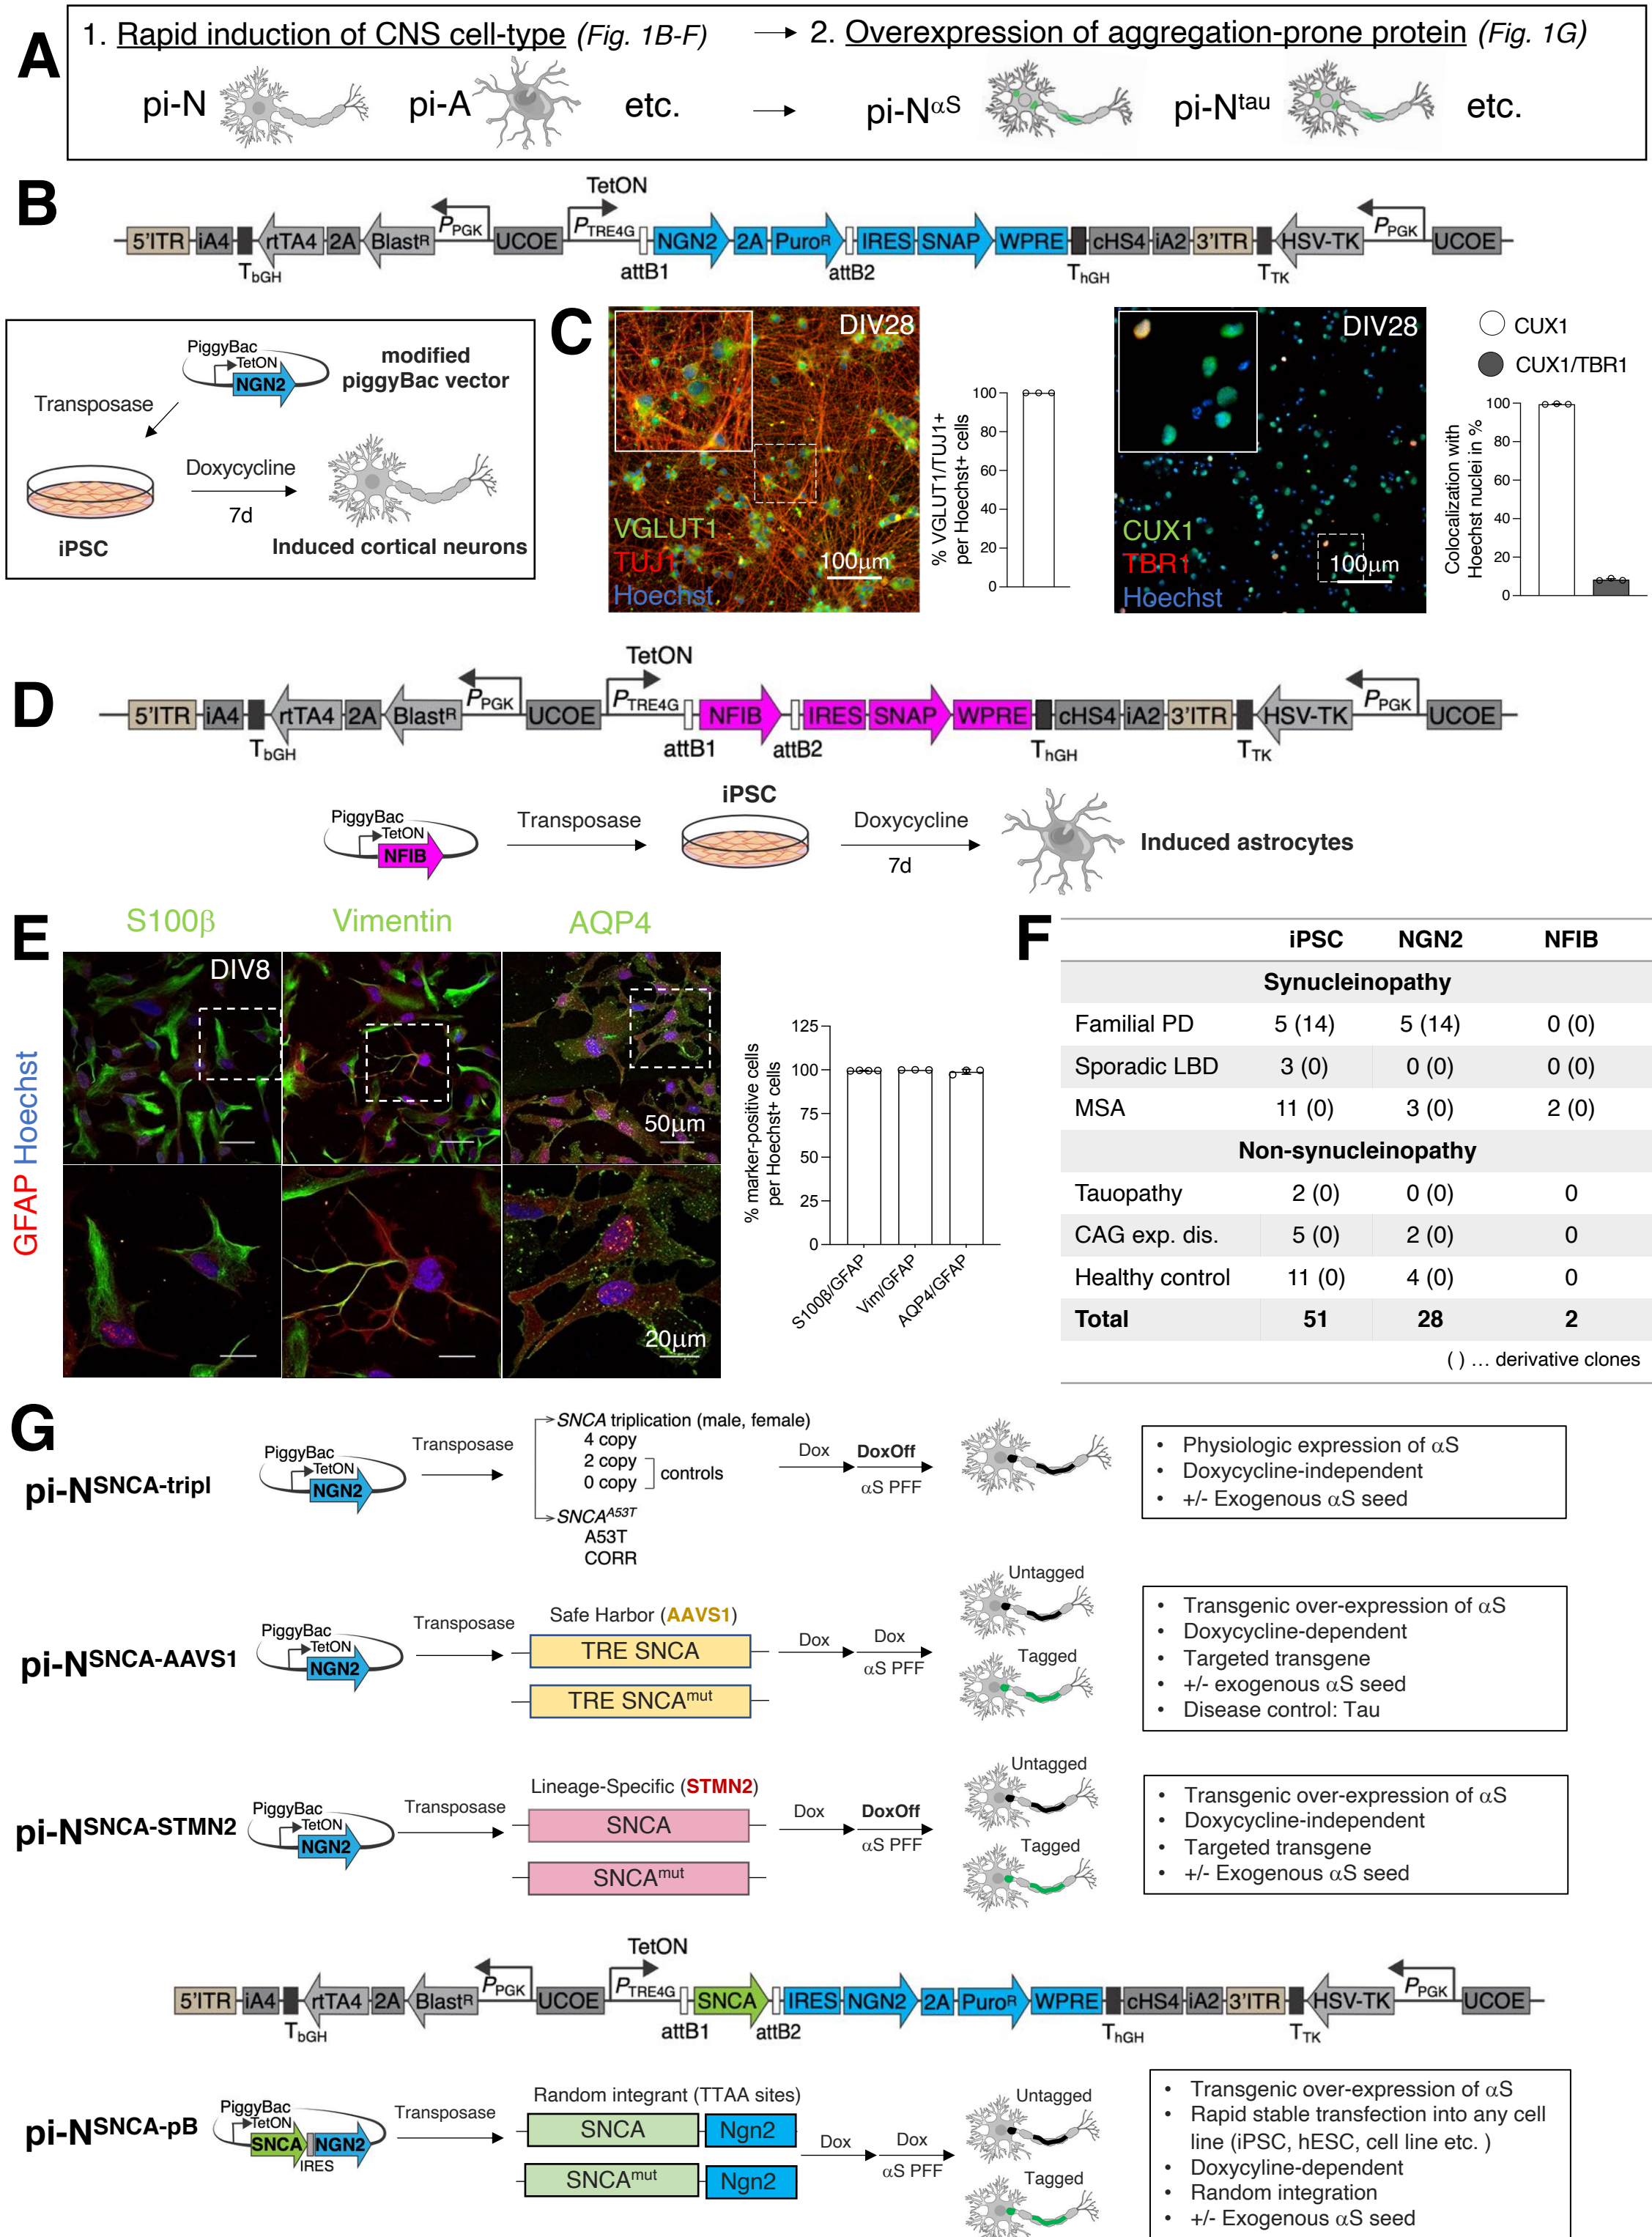 A
1. Rapid induction of CNS cell-type (Fig. 1B-F) → 2. Overexpression of aggregation-prone protein (Fig. 1G)
pi-N pi-A etc. → pi-NαS pi-Ntau etc.
B
TetON
5'ITR iA4 rtTA4 2A BlastR PPGK UCOE PTRE4G NGN2 2A PuroR IRES SNAP WPRE cHS4 iA2 3'ITR HSV-TK PPGK UCOE
TbGH attB1 attB2 ThGH TTK
PiggyBac
TetON
NGN2
modified
piggyBac vector
Transposase
Doxycycline
7d
iPSC
Induced cortical neurons
C
DIV28
VGLUT1
TUJ1
Hoechst
100μm
% VGLUT1/TUJ1+
per Hoechst+ cells
100
80
60
40
20
0
DIV28
CUX1
TBR1
Hoechst
100μm
CUX1
CUX1/TBR1
Colocalization with
Hoechst nuclei in %
100
80
60
40
20
0
D
TetON
5'ITR iA4 rtTA4 2A BlastR PPGK UCOE PTRE4G NFIB IRES SNAP WPRE cHS4 iA2 3'ITR HSV-TK PPGK UCOE
TbGH attB1 attB2 ThGH TTK
PiggyBac
TetON
NFIB
Transposase
iPSC
Doxycycline
7d
Induced astrocytes
E
S100β Vimentin AQP4
GFAP Hoechst
DIV8
50μm
20μm
% marker-positive cells
per Hoechst+ cells
125
100
75
50
25
0
S100β/GFAP
Vim/GFAP
AQP4/GFAP
F
iPSC NGN2 NFIB
Synucleinopathy
Familial PD 5 (14) 5 (14) 0 (0)
Sporadic LBD 3 (0) 0 (0) 0 (0)
MSA 11 (0) 3 (0) 2 (0)
Non-synucleinopathy
Tauopathy 2 (0) 0 (0) 0
CAG exp. dis. 5 (0) 2 (0) 0
Healthy control 11 (0) 4 (0) 0
Total 51 28 2
( ) ... derivative clones
G
pi-NSNCA-tripl
PiggyBac
TetON
NGN2
Transposase
SNCA triplication (male, female)
4 copy
2 copy
0 copy
controls
SNCAA53T
A53T
CORR
Dox
DoxOff
αS PFF
• Physiologic expression of αS
• Doxycycline-independent
• +/- Exogenous αS seed
pi-NSNCA-AAVS1
PiggyBac
TetON
NGN2
Transposase
Safe Harbor (AAVS1)
TRE SNCA
TRE SNCAmut
Dox
Dox
αS PFF
Untagged
Tagged
• Transgenic over-expression of αS
• Doxycycline-dependent
• Targeted transgene
• +/- exogenous αS seed
• Disease control: Tau
pi-NSNCA-STMN2
PiggyBac
TetON
NGN2
Transposase
Lineage-Specific (STMN2)
SNCA
SNCAmut
Dox
DoxOff
αS PFF
Untagged
Tagged
• Transgenic over-expression of αS
• Doxycycline-independent
• Targeted transgene
• +/- Exogenous αS seed
TetON
5'ITR iA4 rtTA4 2A BlastR PPGK UCOE PTRE4G SNCA IRES NGN2 2A PuroR WPRE cHS4 iA2 3'ITR HSV-TK PPGK UCOE
TbGH attB1 attB2 ThGH TTK
pi-NSNCA-pB
PiggyBac
TetON
SNCA NGN2
IRES
Transposase
Random integrant (TTAA sites)
SNCA Ngn2
SNCAmut Ngn2
Dox
Dox
αS PFF
Untagged
Tagged
• Transgenic over-expression of αS
• Rapid stable transfection into any cell
line (iPSC, hESC, cell line etc. )
• Doxycyline-dependent
• Random integration
• +/- Exogenous αS seed